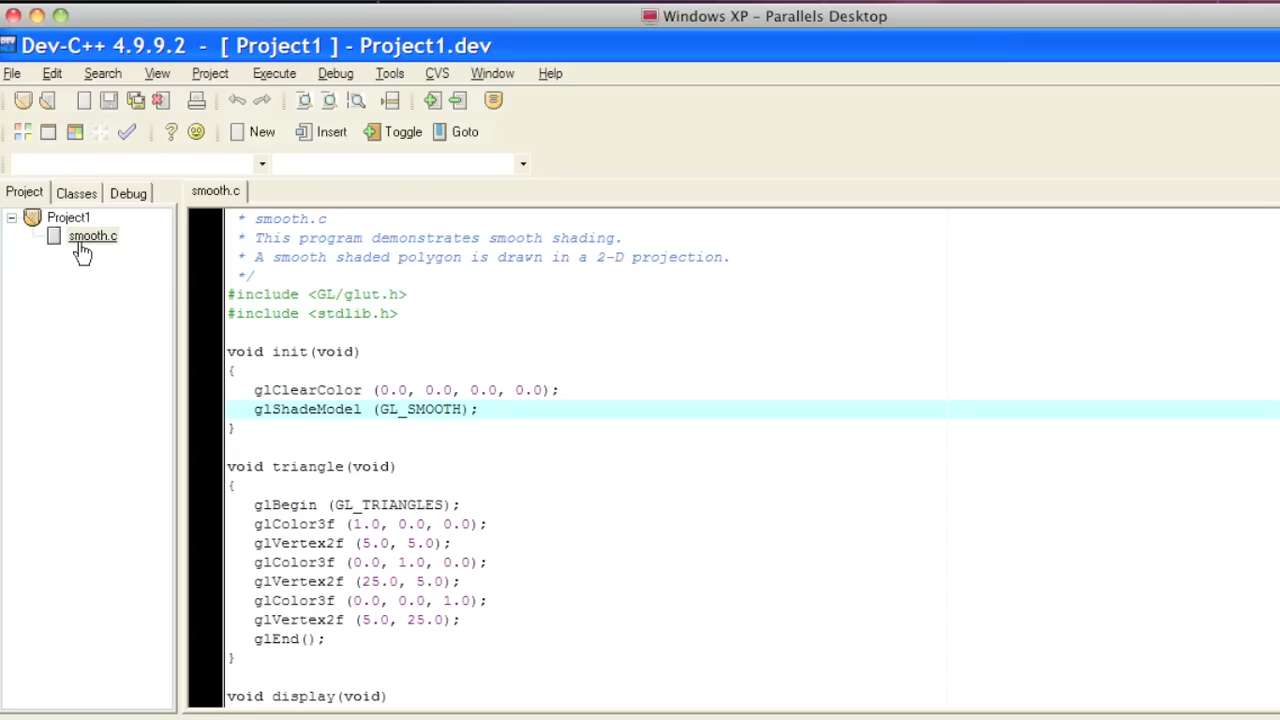 Windows XP – Parallels Desktop
Dev-C++ 4.9.9.2 - [ Project1 ] - Project1.dev
File Edit Search View Project Execute Debug Tools CVS Window Help
New Insert Toggle Goto
Project Classes Debug smooth.c
Project1
smooth.c
* smooth.c
* This program demonstrates smooth shading.
* A smooth shaded polygon is drawn in a 2-D projection.
*/
#include <GL/glut.h>
#include <stdlib.h>
void init(void)
{
glClearColor (0.0, 0.0, 0.0, 0.0);
glShadeModel (GL_SMOOTH);
}
void triangle(void)
{
glBegin (GL_TRIANGLES);
glColor3f (1.0, 0.0, 0.0);
glVertex2f (5.0, 5.0);
glColor3f (0.0, 1.0, 0.0);
glVertex2f (25.0, 5.0);
glColor3f (0.0, 0.0, 1.0);
glVertex2f (5.0, 25.0);
glEnd();
}
void display(void)